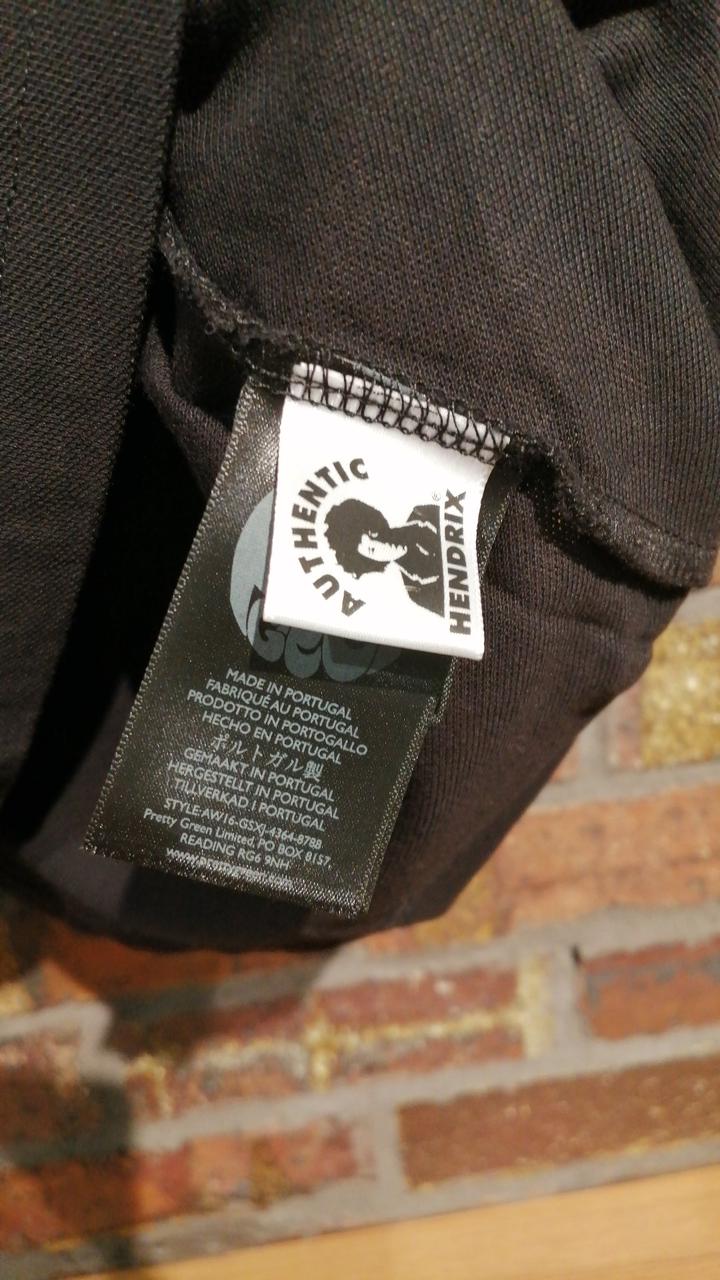 AUTHENTIC
HENDRIX®
MADE IN PORTUGAL
FABRIQUÉ AU PORTUGAL
PRODOTTO IN PORTOGALLO
HECHO EN PORTUGAL
ポルトガル製
GEMAAKT IN PORTUGAL
HERGESTELLT IN PORTUGAL
TILLVERKAD I PORTUGAL
STYLE:AW16-GSXJ-4364-8788
Pretty Green Limited, PO BOX 8157,
READING RG6 9NH